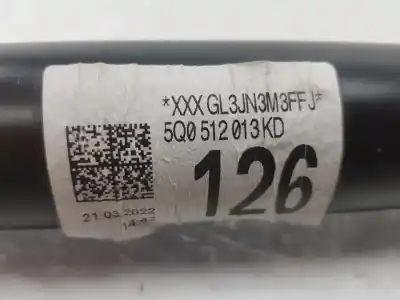 *XXX GL3JN3M3FFJ*
5Q0 512 013 KD
126
21.03.2022